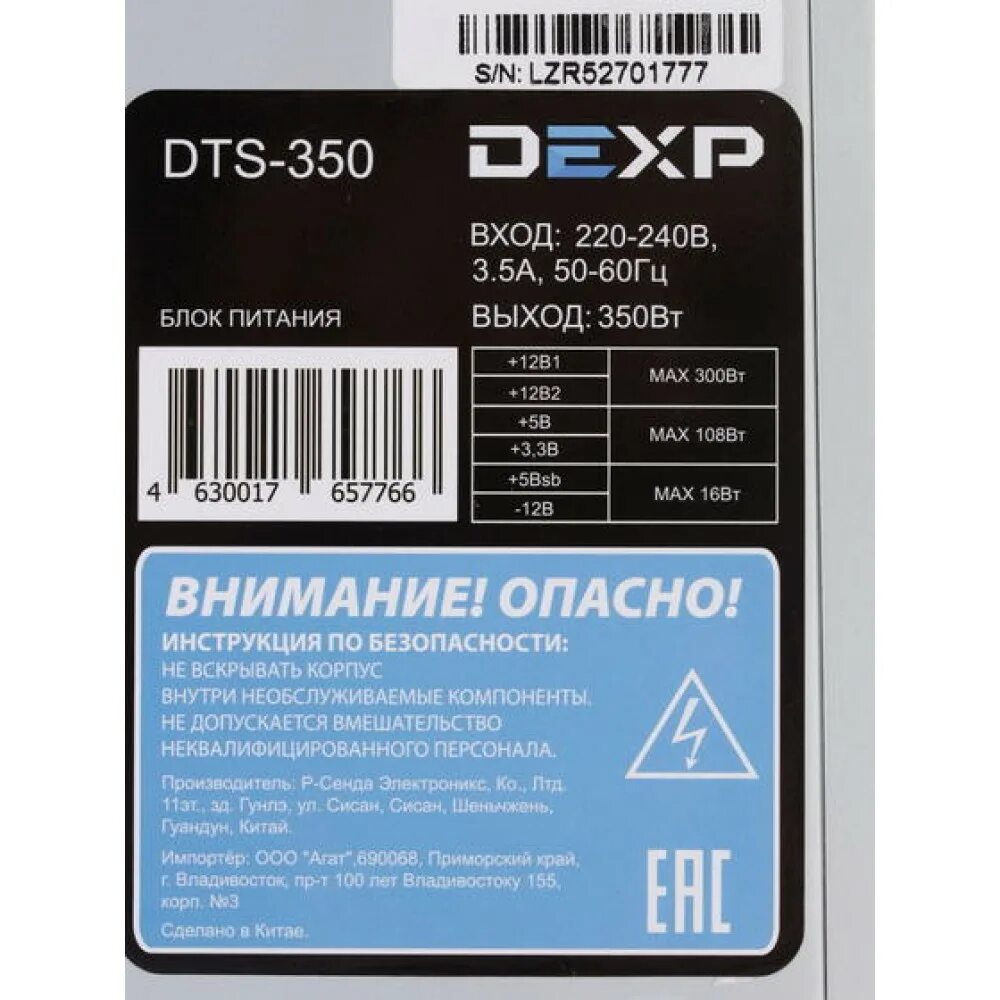 S/N: LZR52701777
DTS-350
DEXP
ВХОД: 220-240В,
3.5А, 50-60Гц
БЛОК ПИТАНИЯ
ВЫХОД: 350Вт
+12В1
+12В2
MAX 300Вт
+5В
+3,3В
MAX 108Вт
+5Bsb
-12В
MAX 16Вт
4 630017 657766
ВНИМАНИЕ! ОПАСНО!
ИНСТРУКЦИЯ ПО БЕЗОПАСНОСТИ:
НЕ ВСКРЫВАТЬ КОРПУС
ВНУТРИ НЕОБСЛУЖИВАЕМЫЕ КОМПОНЕНТЫ.
НЕ ДОПУСКАЕТСЯ ВМЕШАТЕЛЬСТВО
НЕКВАЛИФИЦИРОВАННОГО ПЕРСОНАЛА.
Производитель: Р-Сенда Электроникс, Ко., Лтд.
11эт., зд. Гунлэ, ул. Сисан, Сисан, Шеньчжень,
Гуандун, Китай.
Импортёр: ООО "Агат",690068, Приморский край,
г. Владивосток, пр-т 100 лет Владивостоку 155,
корп. №3
Сделано в Китае.
EAC